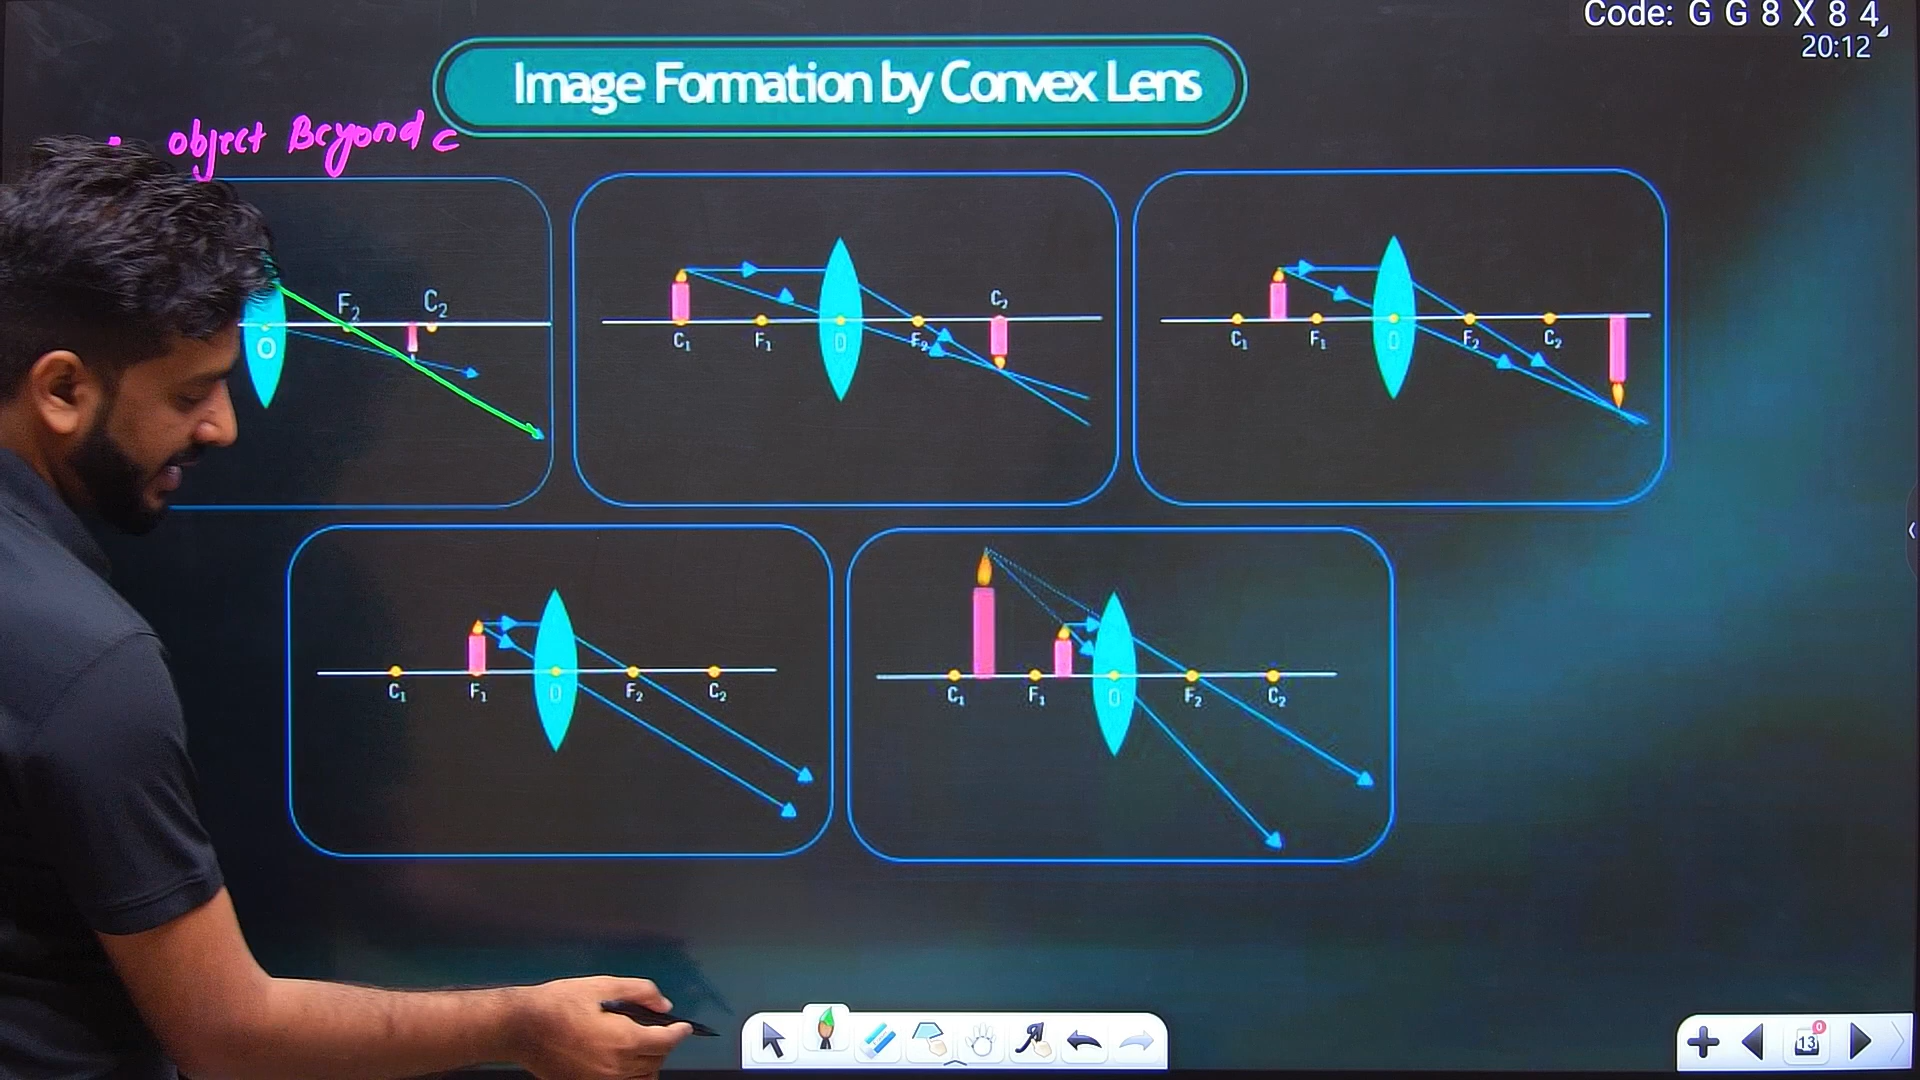 Code: G G 8 X 8 4
20:12
Image Formation by Convex Lens
object Beyond C
F2 C2
O
C2
C1 F1 O F2
C1 F1 O F2 C2
C1 F1 O F2 C2
C1 F1 O F2 C2
0
13